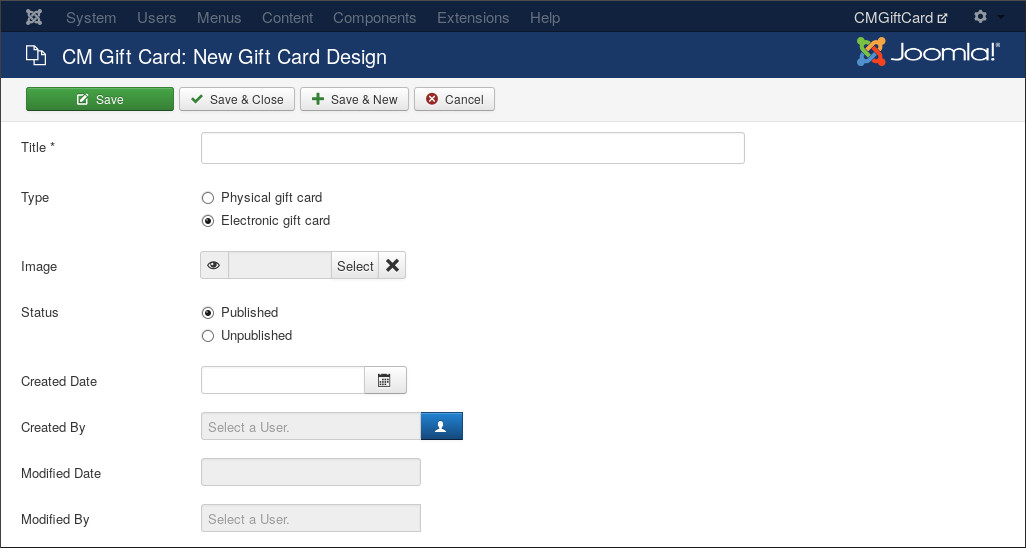 System Users Menus Content Components Extensions Help CMGiftCard
CM Gift Card: New Gift Card Design Joomla!®
Save Save & Close Save & New Cancel
Title *
Type Physical gift card
Electronic gift card
Image Select
Status Published
Unpublished
Created Date
Created By Select a User.
Modified Date
Modified By Select a User.